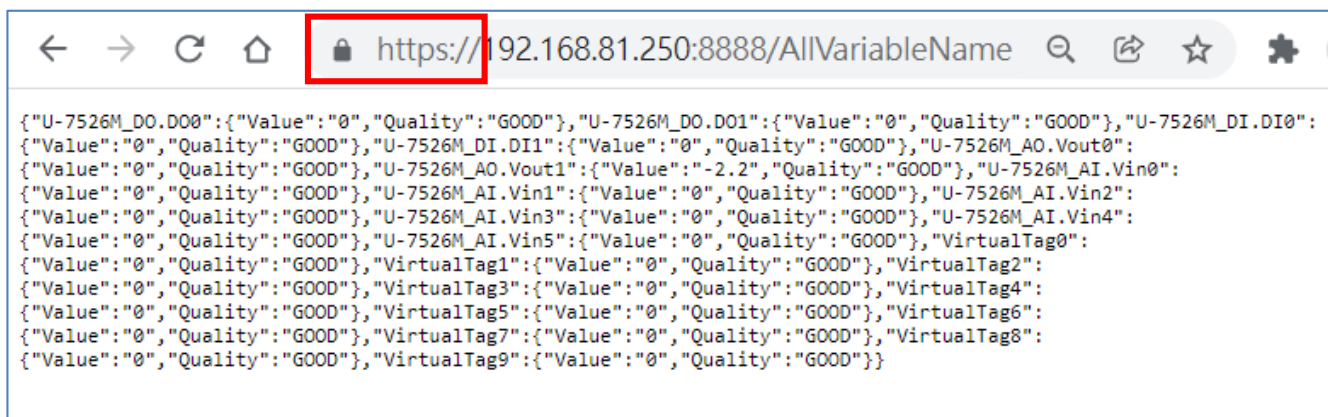 https://192.168.81.250:8888/AllVariableName
{"U-7526M_DO.DO0":{"Value":"0","Quality":"GOOD"},"U-7526M_DO.DO1":{"Value":"0","Quality":"GOOD"},"U-7526M_DI.DI0":
{"Value":"0","Quality":"GOOD"},"U-7526M_DI.DI1":{"Value":"0","Quality":"GOOD"},"U-7526M_AO.Vout0":
{"Value":"0","Quality":"GOOD"},"U-7526M_AO.Vout1":{"Value":"-2.2","Quality":"GOOD"},"U-7526M_AI.Vin0":
{"Value":"0","Quality":"GOOD"},"U-7526M_AI.Vin1":{"Value":"0","Quality":"GOOD"},"U-7526M_AI.Vin2":
{"Value":"0","Quality":"GOOD"},"U-7526M_AI.Vin3":{"Value":"0","Quality":"GOOD"},"U-7526M_AI.Vin4":
{"Value":"0","Quality":"GOOD"},"U-7526M_AI.Vin5":{"Value":"0","Quality":"GOOD"},"VirtualTag0":
{"Value":"0","Quality":"GOOD"},"VirtualTag1":{"Value":"0","Quality":"GOOD"},"VirtualTag2":
{"Value":"0","Quality":"GOOD"},"VirtualTag3":{"Value":"0","Quality":"GOOD"},"VirtualTag4":
{"Value":"0","Quality":"GOOD"},"VirtualTag5":{"Value":"0","Quality":"GOOD"},"VirtualTag6":
{"Value":"0","Quality":"GOOD"},"VirtualTag7":{"Value":"0","Quality":"GOOD"},"VirtualTag8":
{"Value":"0","Quality":"GOOD"},"VirtualTag9":{"Value":"0","Quality":"GOOD"}}